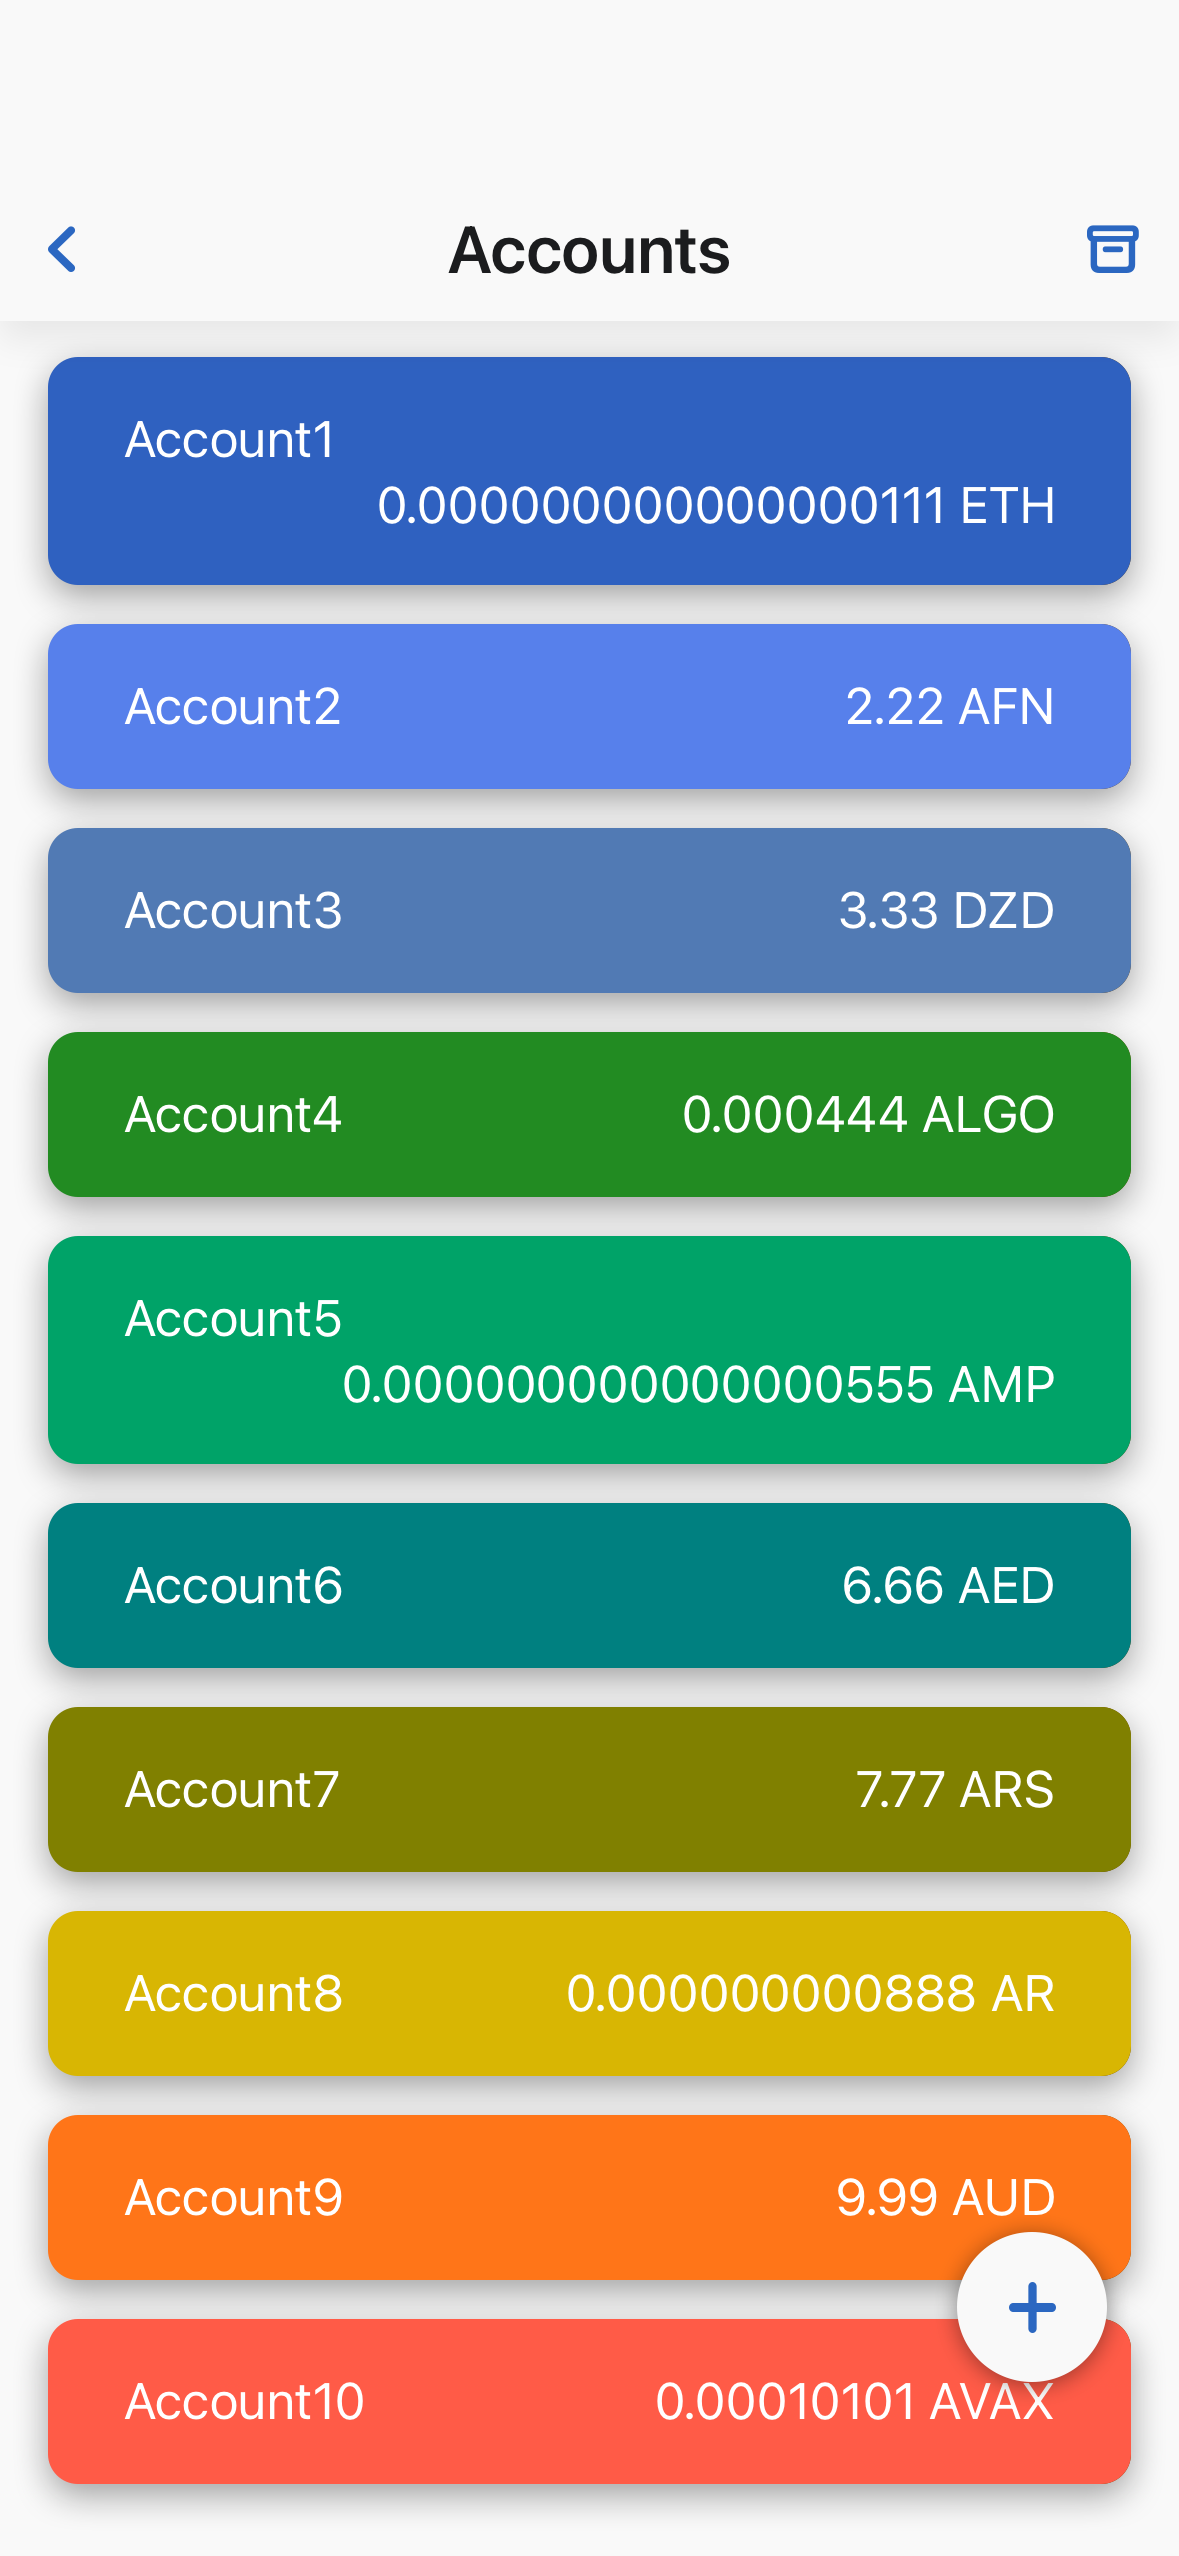 Accounts
Account1
0.000000000000000111 ETH
Account2 2.22 AFN
Account3 3.33 DZD
Account4 0.000444 ALGO
Account5
0.000000000000000555 AMP
Account6 6.66 AED
Account7 7.77 ARS
Account8 0.000000000888 AR
Account9 9.99 AUD
Account10 0.00010101 AVAX